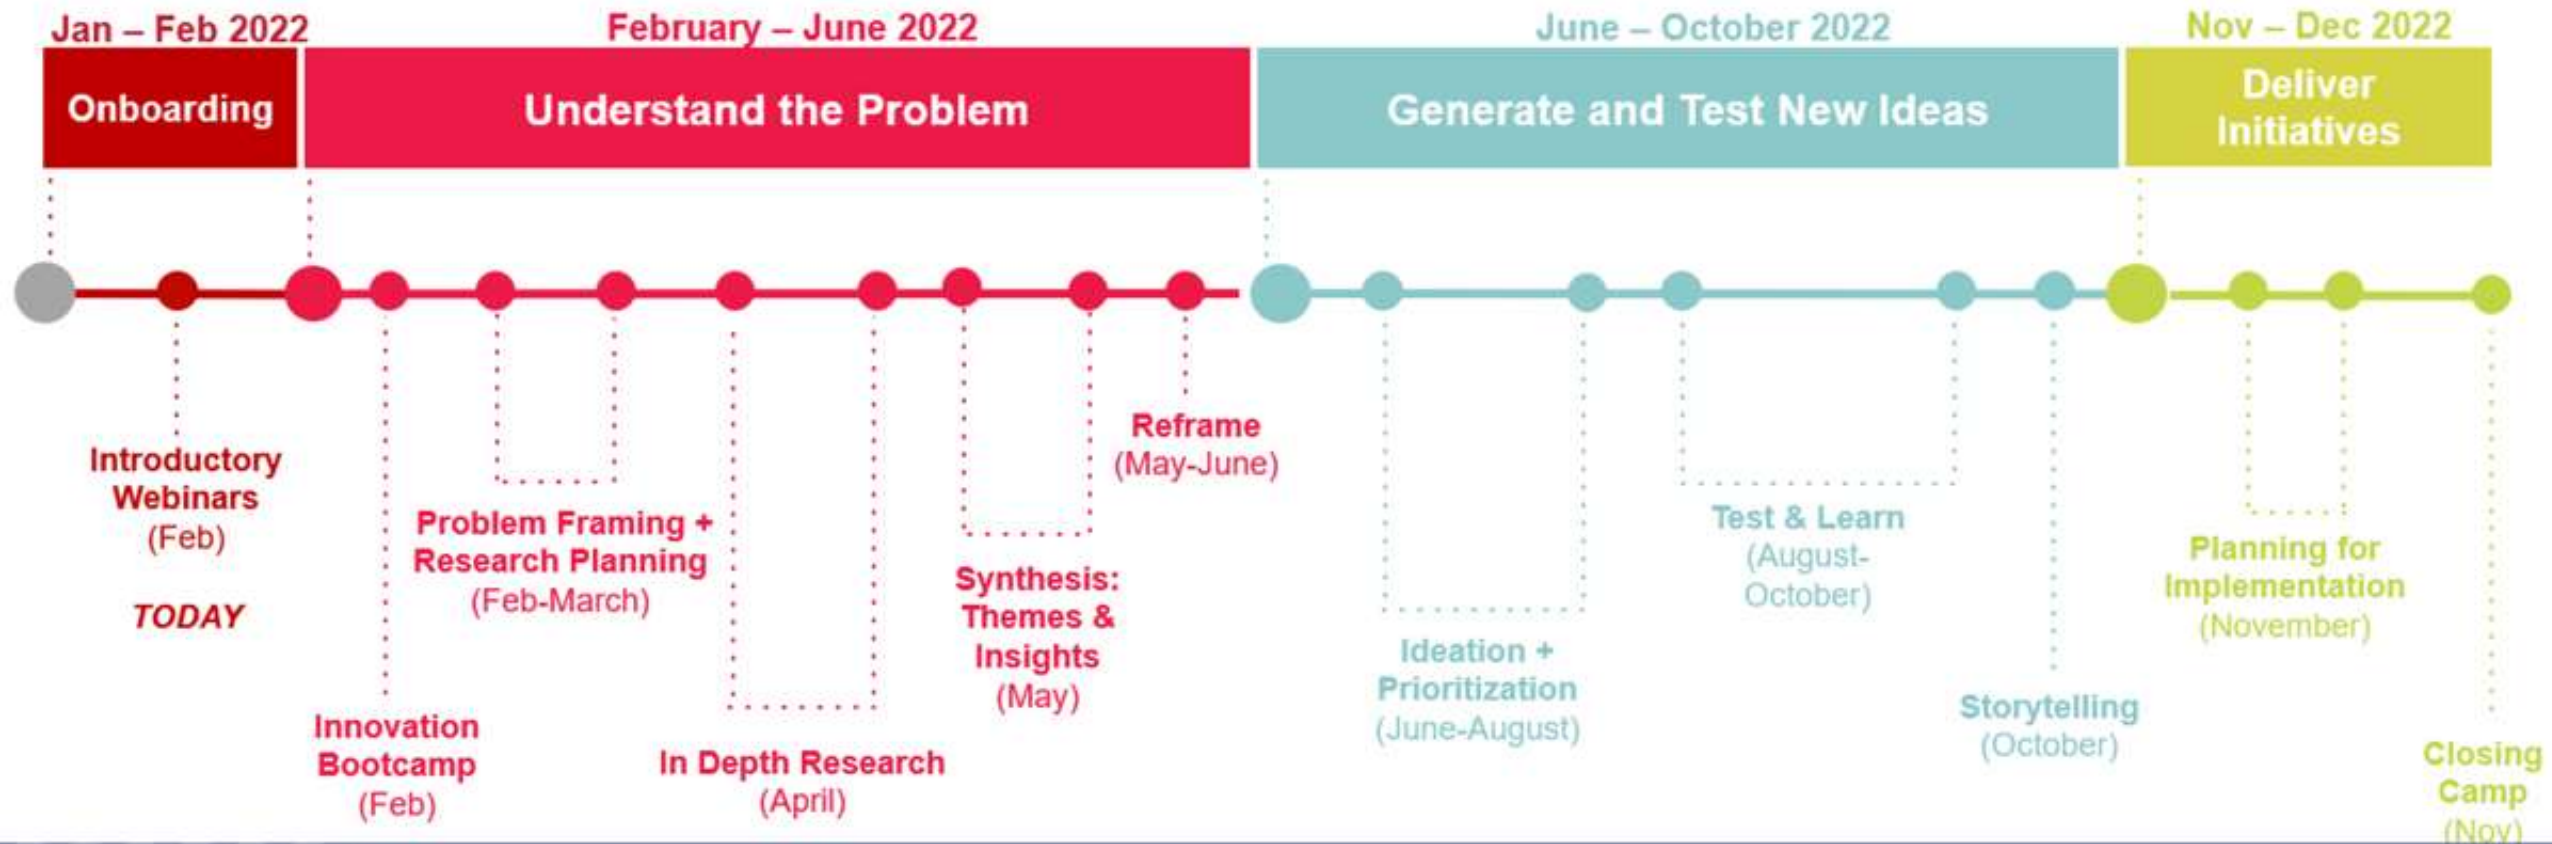 Jan – Feb 2022
February – June 2022
June – October 2022
Nov – Dec 2022
Onboarding
Understand the Problem
Generate and Test New Ideas
Deliver
Initiatives
Introductory
Webinars
(Feb)
TODAY
Innovation
Bootcamp
(Feb)
Problem Framing +
Research Planning
(Feb-March)
In Depth Research
(April)
Synthesis:
Themes &
Insights
(May)
Reframe
(May-June)
Ideation +
Prioritization
(June-August)
Test & Learn
(August-
October)
Storytelling
(October)
Planning for
Implementation
(November)
Closing
Camp
(Nov)